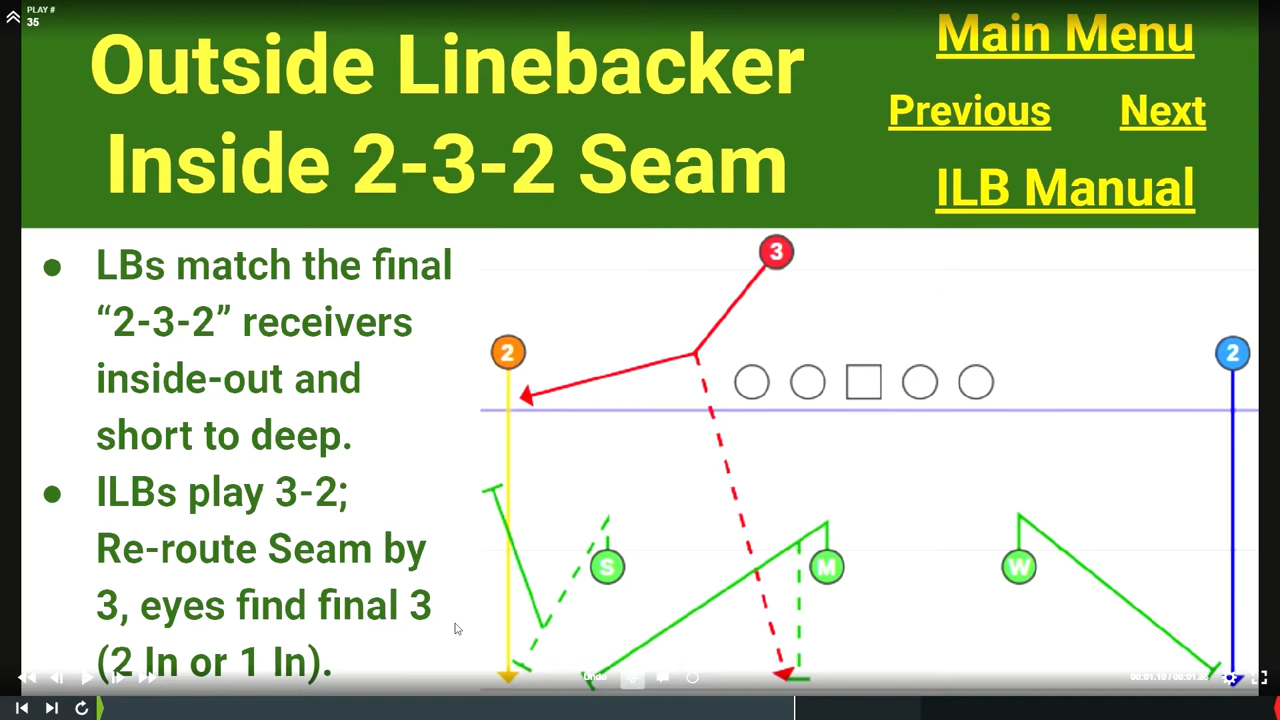 PLAY #
35
Outside Linebacker
Inside 2-3-2 Seam
Main Menu
Previous Next
ILB Manual
● LBs match the final
“2-3-2” receivers
inside-out and
short to deep.
● ILBs play 3-2;
Re-route Seam by
3, eyes find final 3
(2 In or 1 In).
3
2
2
S
M
W
Undo